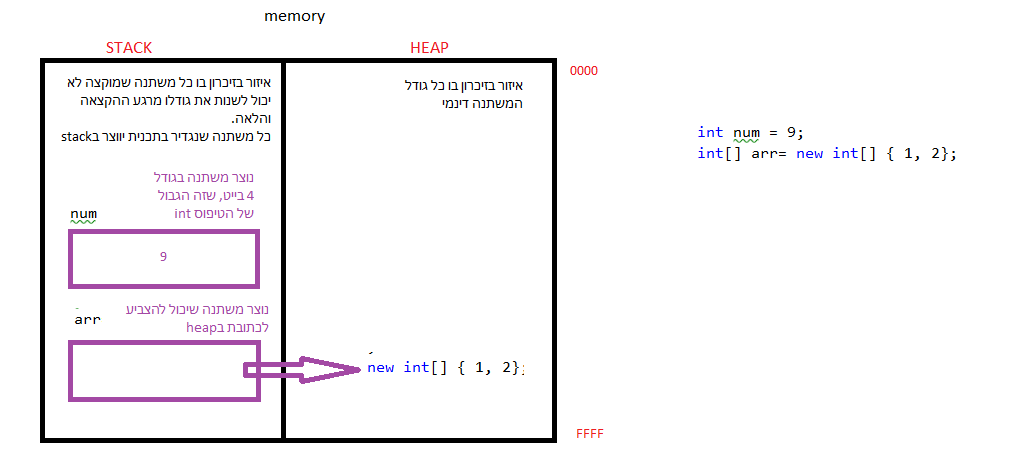 memory
STACK
HEAP
0000
איזור בזיכרון בו כל משתנה שמוקצה לא
יכול לשנות את גודלו מרגע ההקצאה
והלאה.
כל משתנה שנגדיר בתכנית יווצר בstack
איזור בזיכרון בו כל גודל
המשתנה דינמי
int num = 9;
int[] arr= new int[] { 1, 2};
נוצר משתנה בגודל
4 בייט, שזה הגבול
של הטיפוס int
num
9
נוצר משתנה שיכול להצביע
לכתובת בheap
arr
new int[] { 1, 2};
FFFF